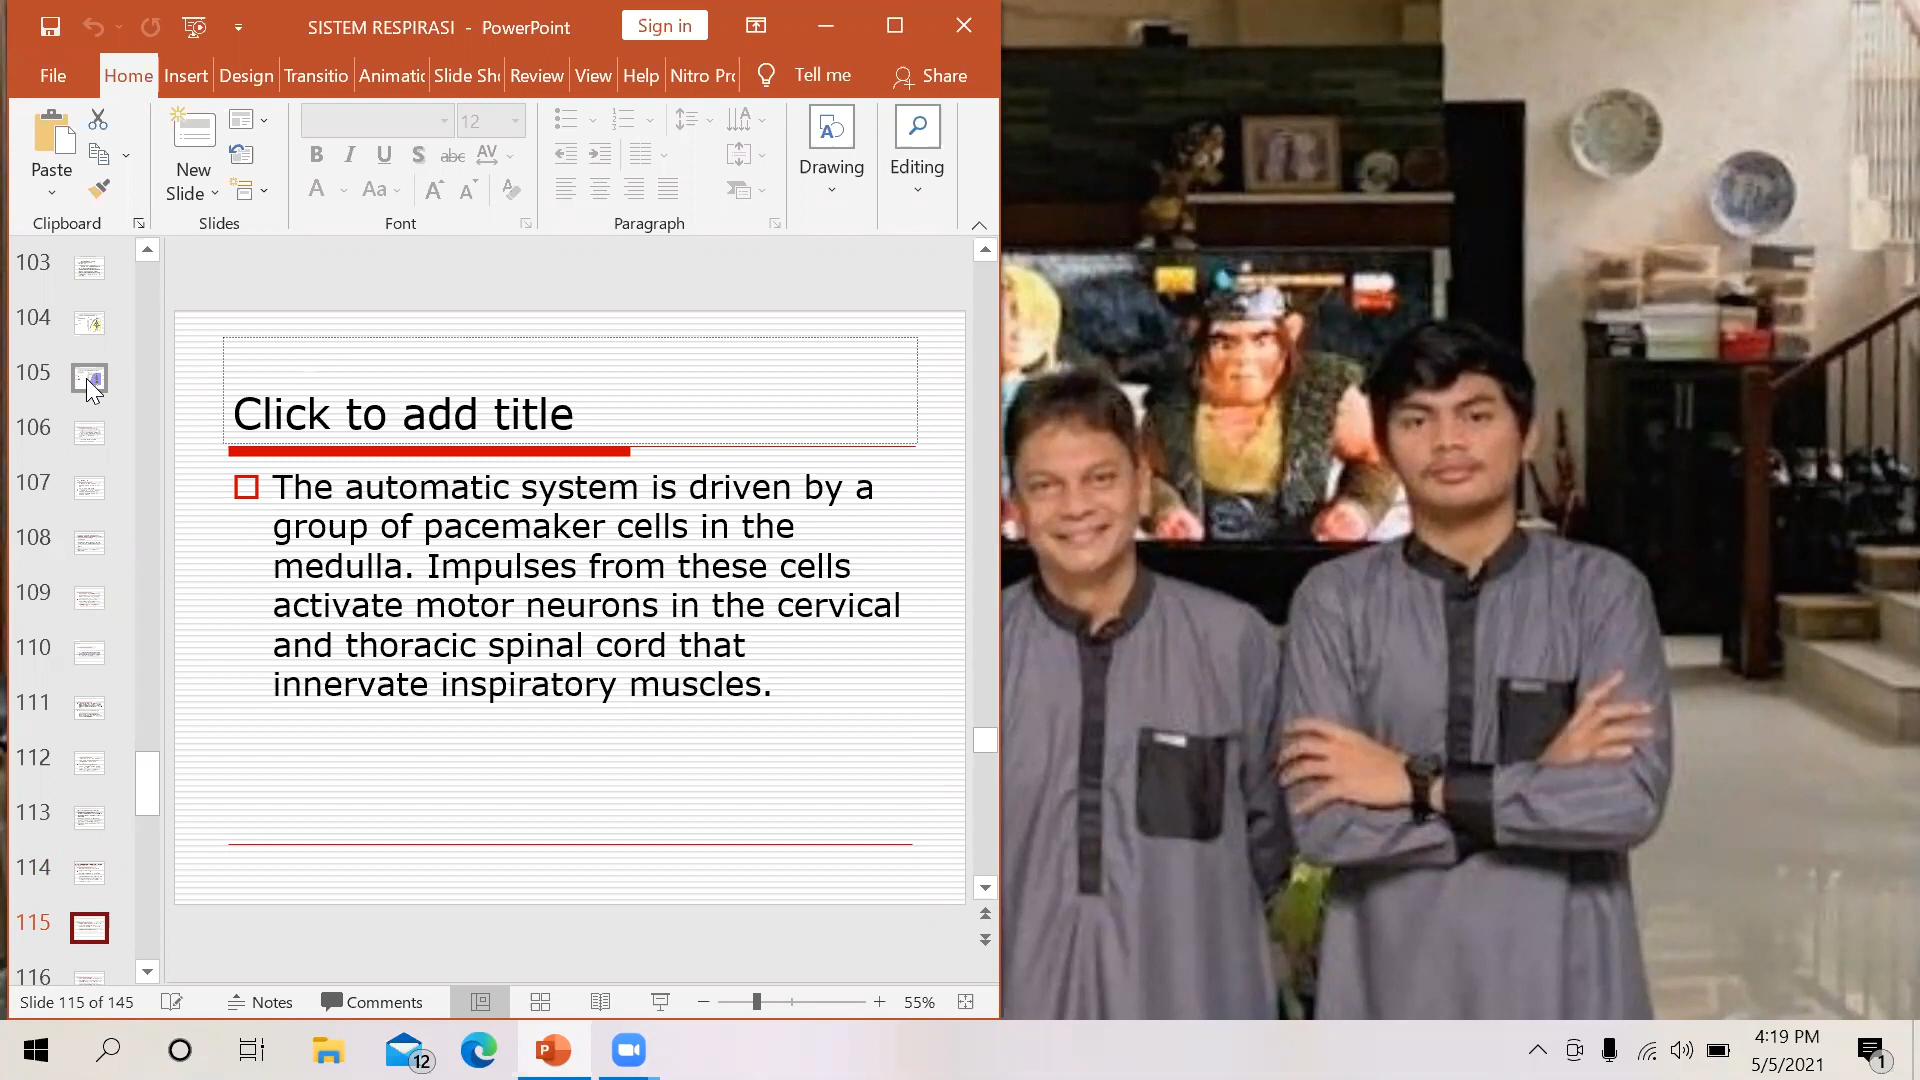 SISTEM RESPIRASI - PowerPoint
Sign in
File
Home
Insert
Design
Transitio
Animatic
Slide Sh
Review
View
Help
Nitro Pr
Tell me
Share
Paste
New
Slide
12
B I U S abc AV
A Aa A A
Drawing
Editing
Clipboard
Slides
Font
Paragraph
103
104
105
106
107
108
109
110
111
112
113
114
115
116
Click to add title
The automatic system is driven by a
group of pacemaker cells in the
medulla. Impulses from these cells
activate motor neurons in the cervical
and thoracic spinal cord that
innervate inspiratory muscles.
Slide 115 of 145
Notes
Comments
55%
12
4:19 PM
5/5/2021
1